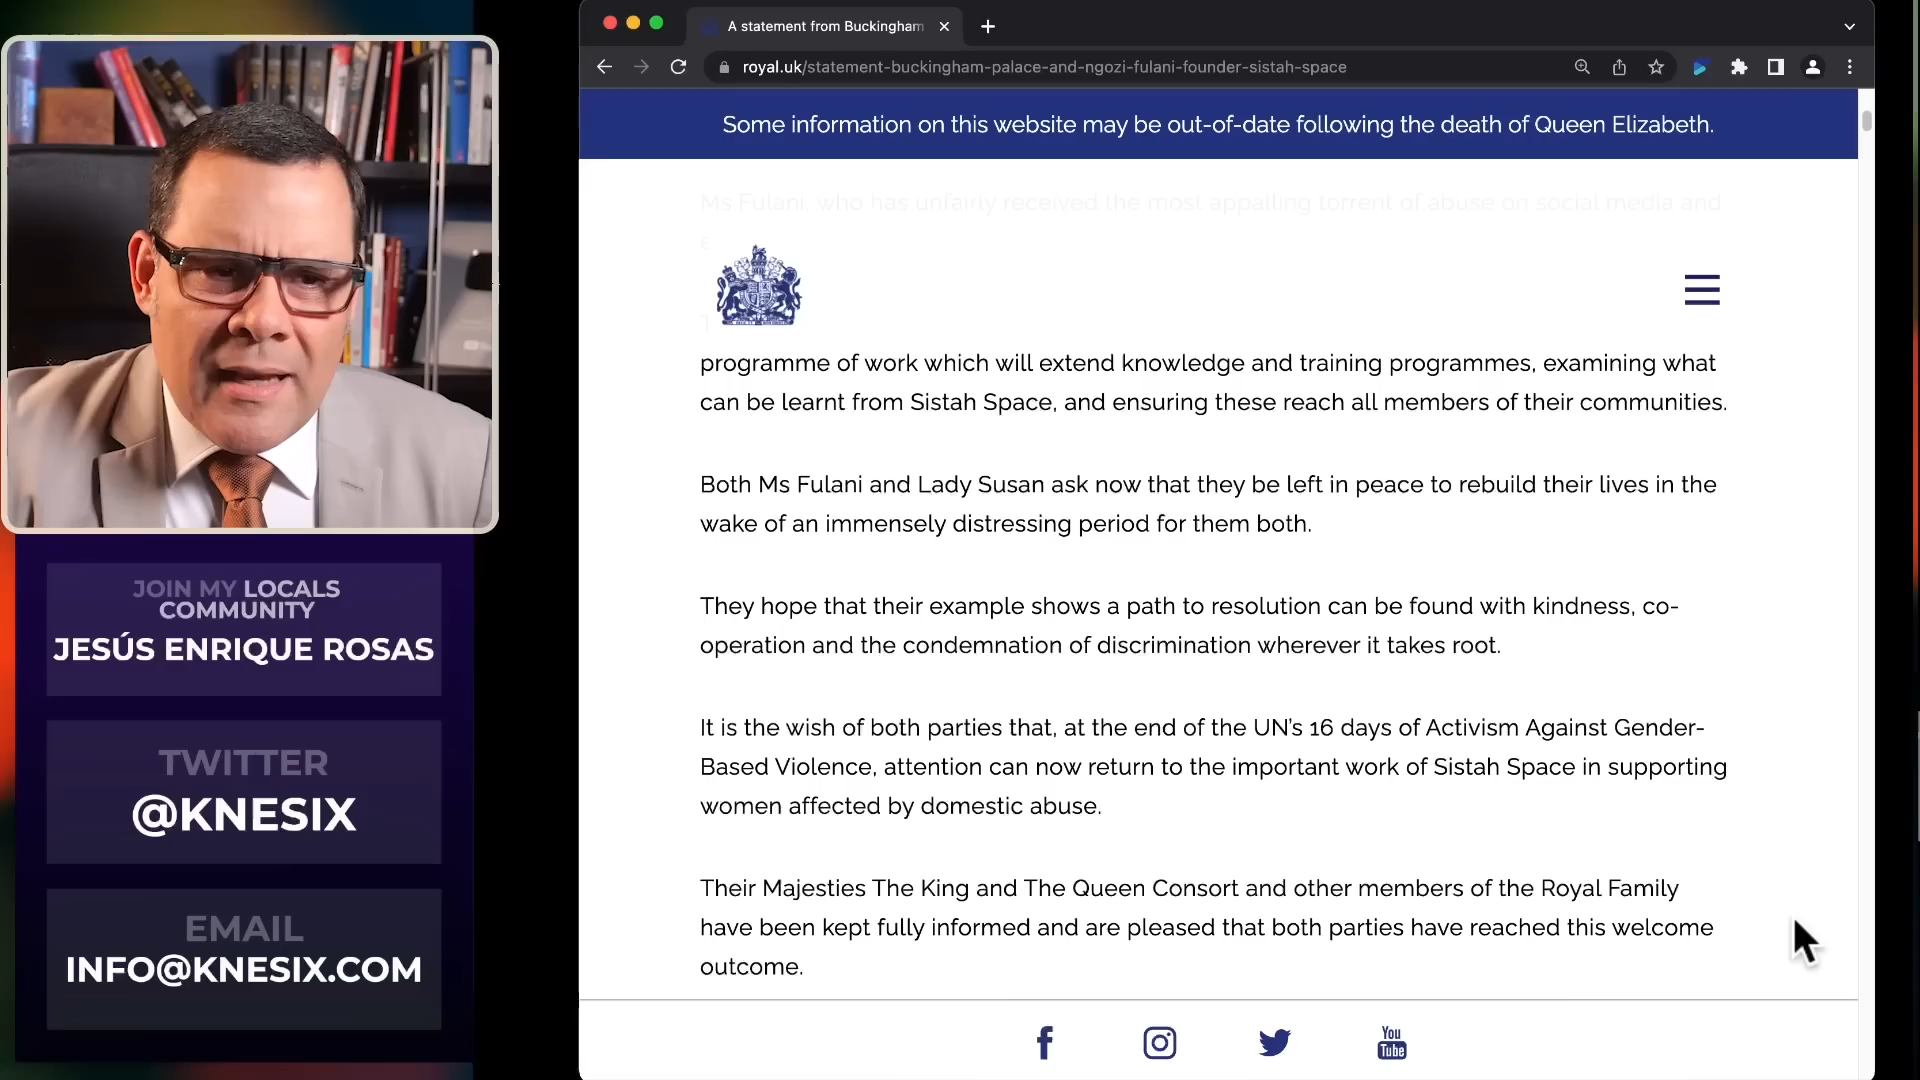 A statement from Buckingham
royal.uk/statement-buckingham-palace-and-ngozi-fulani-founder-sistah-space
Some information on this website may be out-of-date following the death of Queen Elizabeth.
Ms Fulani, who has unfairly received the most appalling torrent of abuse on social media and
programme of work which will extend knowledge and training programmes, examining what
can be learnt from Sistah Space, and ensuring these reach all members of their communities.
Both Ms Fulani and Lady Susan ask now that they be left in peace to rebuild their lives in the
wake of an immensely distressing period for them both.
They hope that their example shows a path to resolution can be found with kindness, co-
operation and the condemnation of discrimination wherever it takes root.
It is the wish of both parties that, at the end of the UN’s 16 days of Activism Against Gender-
Based Violence, attention can now return to the important work of Sistah Space in supporting
women affected by domestic abuse.
Their Majesties The King and The Queen Consort and other members of the Royal Family
have been kept fully informed and are pleased that both parties have reached this welcome
outcome.
You
Tube
JOIN MY LOCALS
COMMUNITY
JESÚS ENRIQUE ROSAS
TWITTER
@KNESIX
EMAIL
INFO@KNESIX.COM